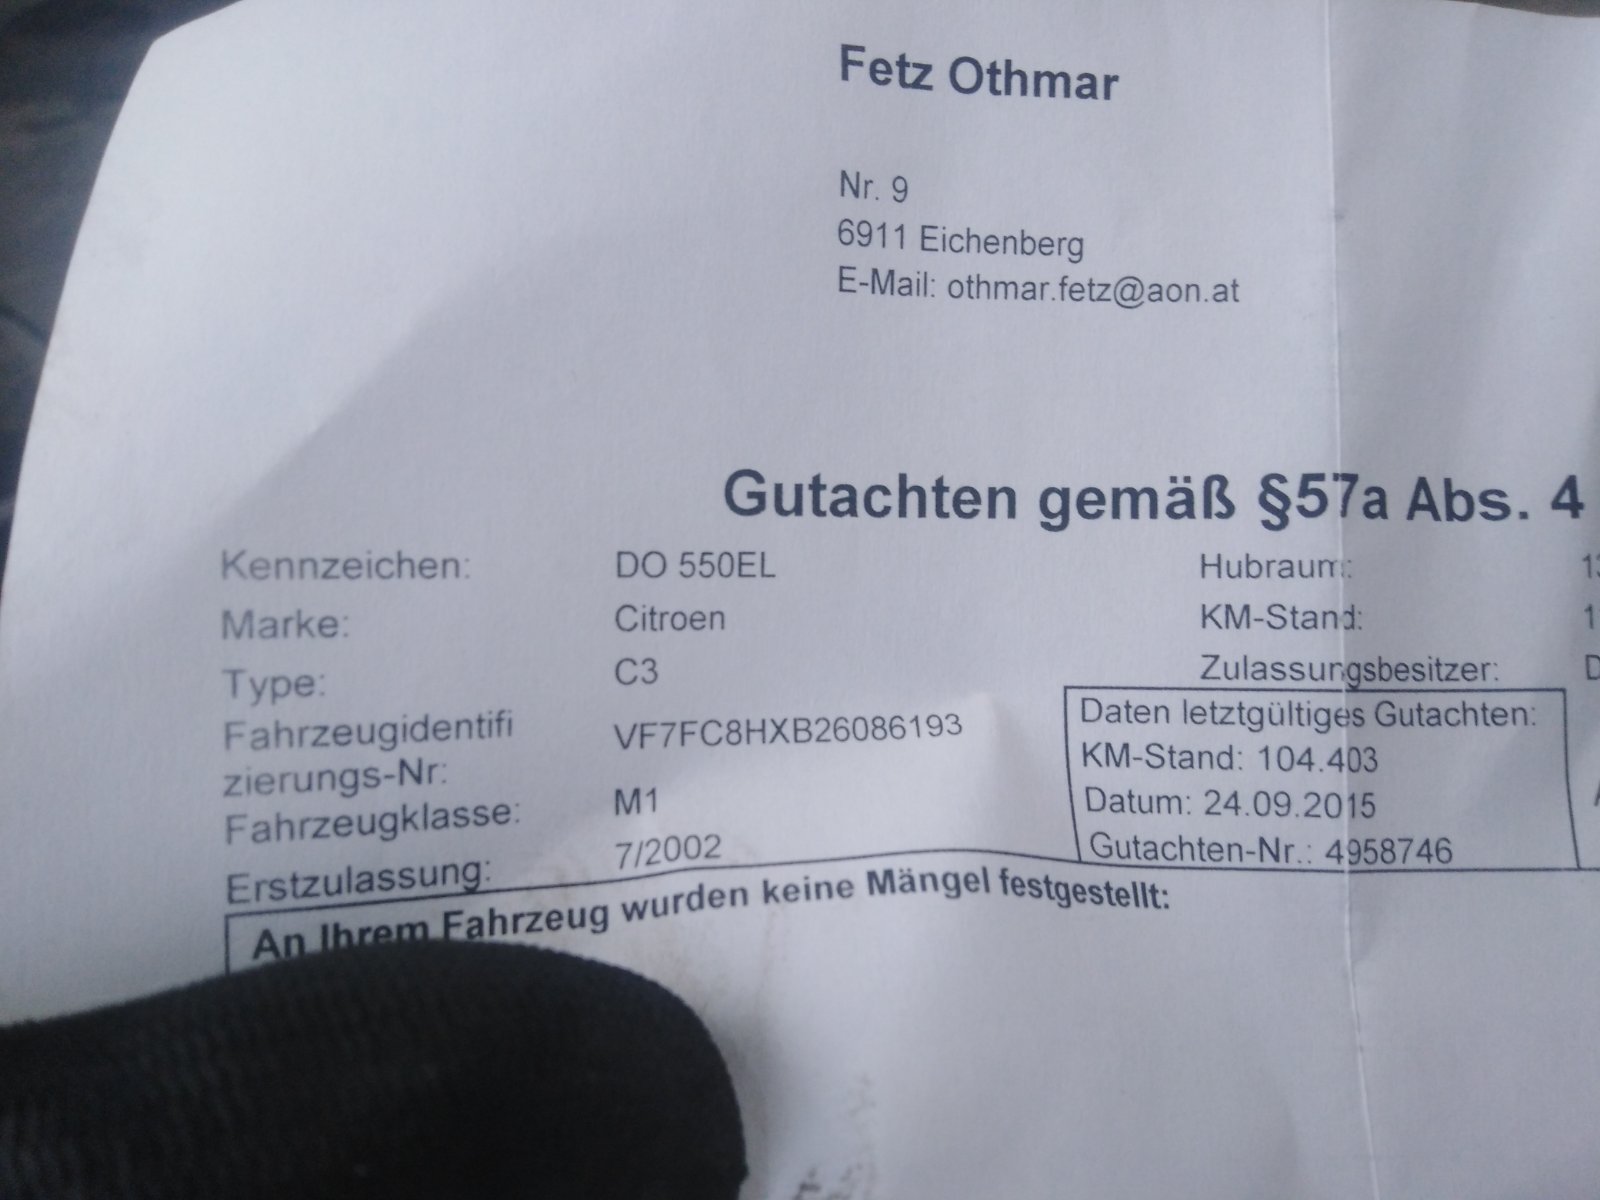 Fetz Othmar
Nr. 9
6911 Eichenberg
E-Mail: othmar.fetz@aon.at
Gutachten gemäß §57a Abs. 4
Kennzeichen: DO 550EL
Marke: Citroen
Type: C3
Fahrzeugidentifi
zierungs-Nr: VF7FC8HXB26086193
Fahrzeugklasse: M1
Erstzulassung: 7/2002
Hubraum:
KM-Stand:
Zulassungsbesitzer:
Daten letztgültiges Gutachten:
KM-Stand: 104.403
Datum: 24.09.2015
Gutachten-Nr.: 4958746
An Ihrem Fahrzeug wurden keine Mängel festgestellt: